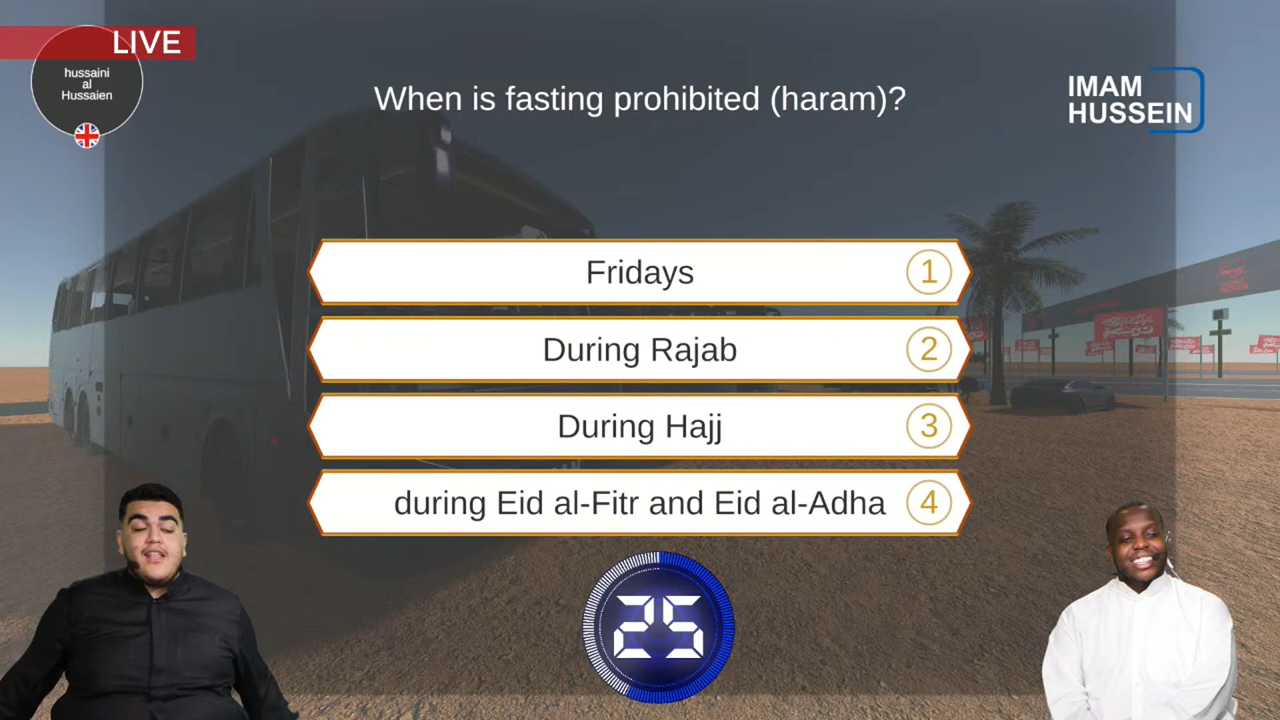 LIVE
hussaini
al
Hussaien
When is fasting prohibited (haram)?
IMAM
HUSSEIN
Fridays 1
During Rajab 2
During Hajj 3
during Eid al-Fitr and Eid al-Adha 4
25